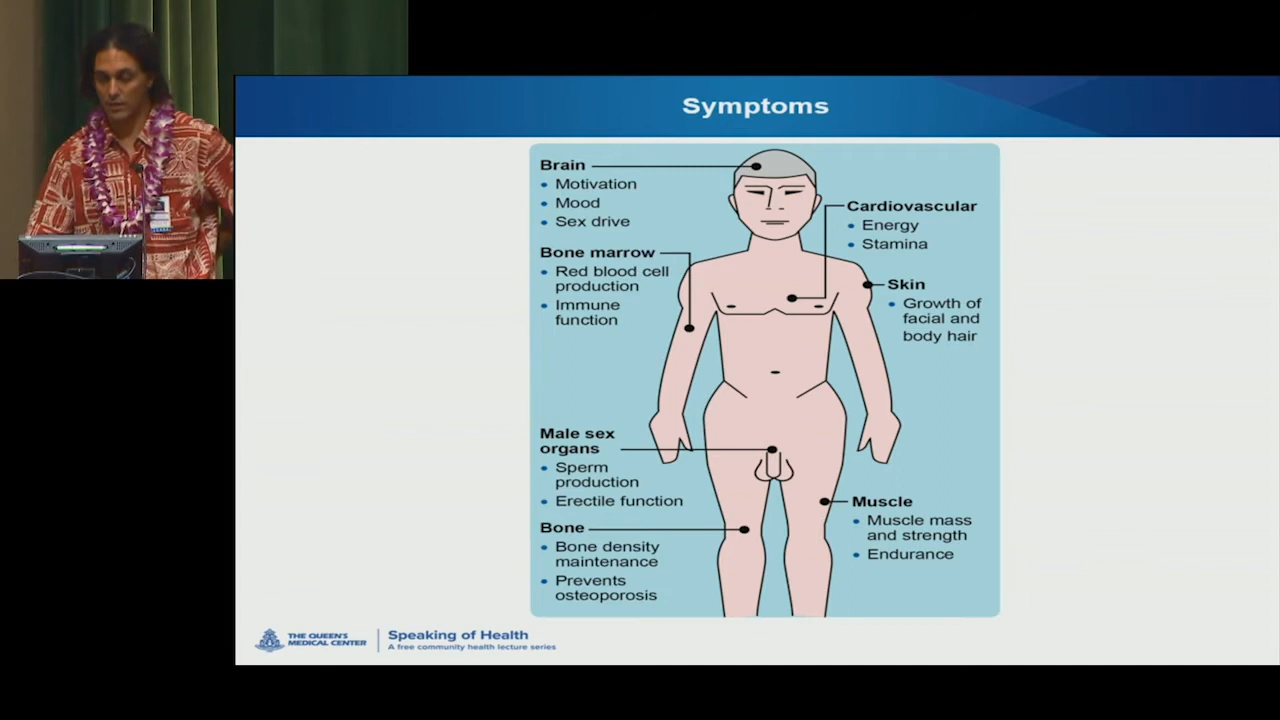 Symptoms
Brain
• Motivation
• Mood
• Sex drive
Bone marrow
• Red blood cell
production
• Immune
function
Male sex
organs
• Sperm
production
• Erectile function
Bone
• Bone density
maintenance
• Prevents
osteoporosis
Cardiovascular
• Energy
• Stamina
Skin
• Growth of
facial and
body hair
Muscle
• Muscle mass
and strength
• Endurance
THE QUEEN'S
MEDICAL CENTER
Speaking of Health
A free community health lecture series